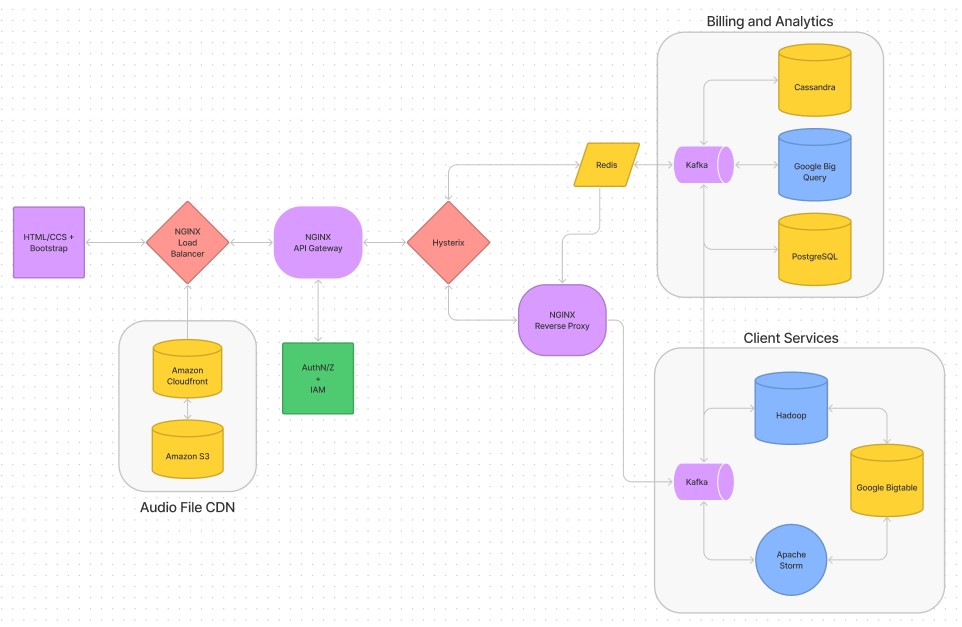 Billing and Analytics
Cassandra
Redis
Kafka
Google Big
Query
HTML/CCS +
Bootstrap
NGINX
Load
Balancer
NGINX
API Gateway
Hysterix
PostgreSQL
NGINX
Reverse Proxy
Client Services
Amazon
Cloudfront
AuthN/Z
+
IAM
Hadoop
Amazon S3
Kafka
Google Bigtable
Audio File CDN
Apache
Storm